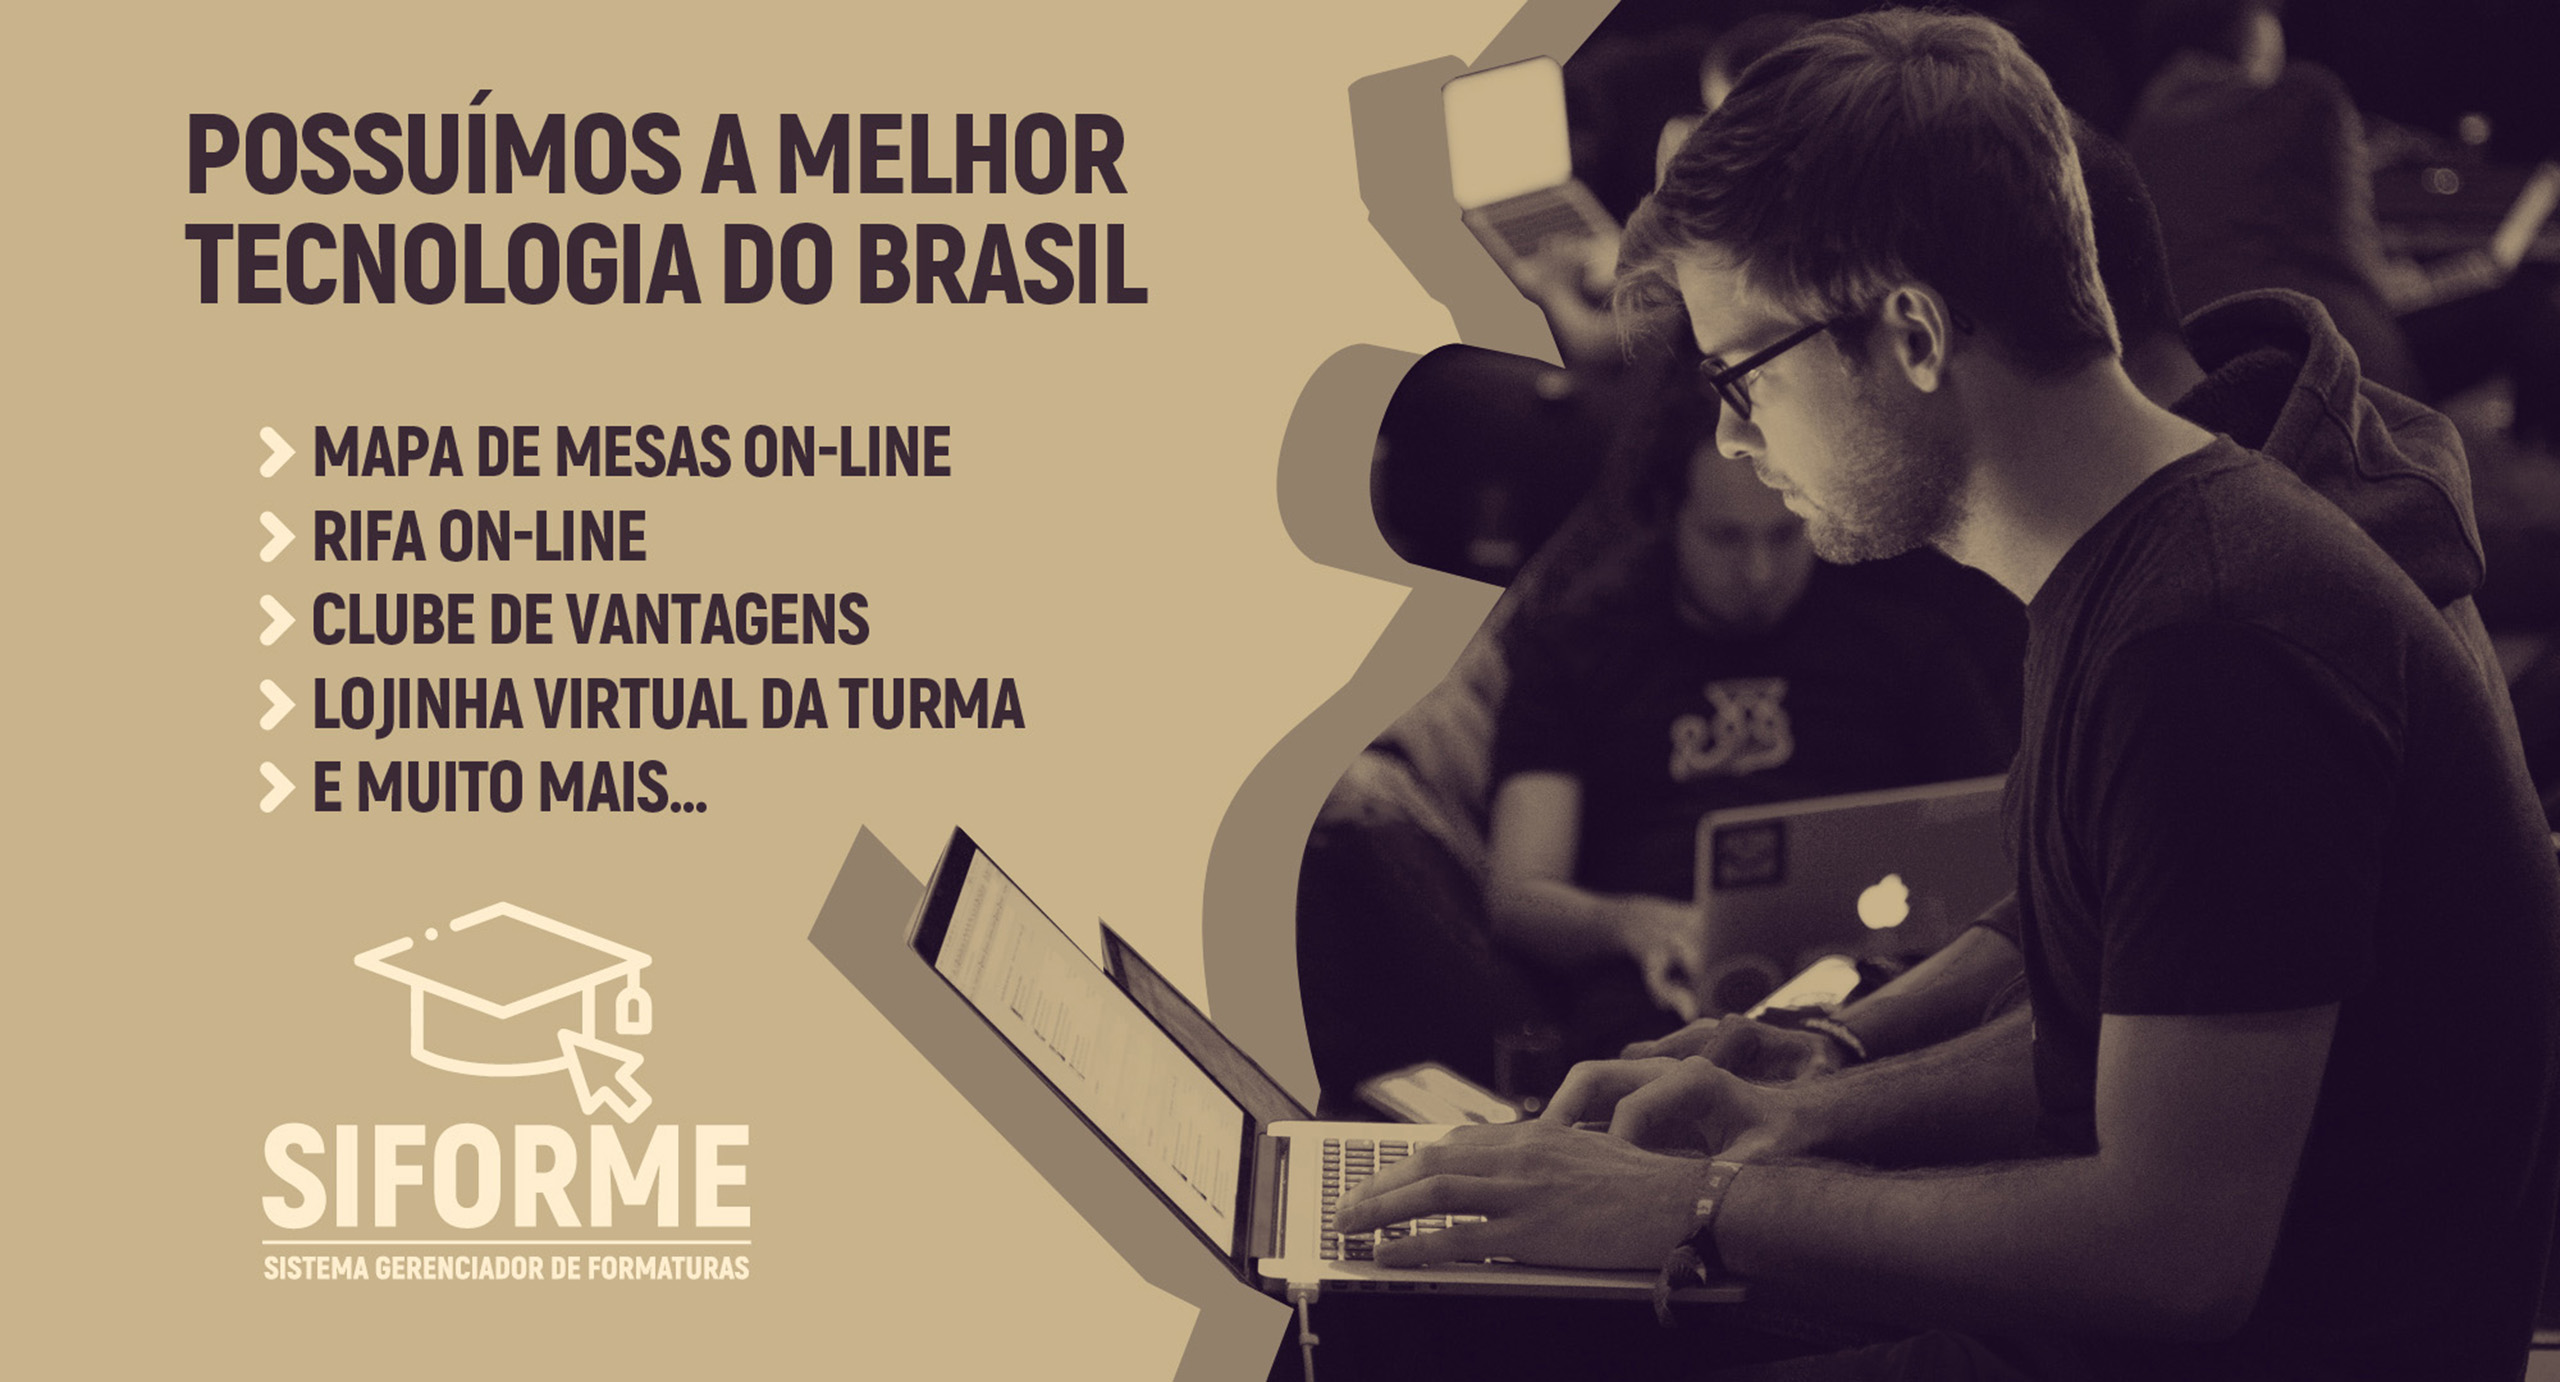 POSSUÍMOS A MELHOR
TECNOLOGIA DO BRASIL
MAPA DE MESAS ON-LINE
RIFA ON-LINE
CLUBE DE VANTAGENS
LOJINHA VIRTUAL DA TURMA
E MUITO MAIS...
SIFORME
SISTEMA GERENCIADOR DE FORMATURAS